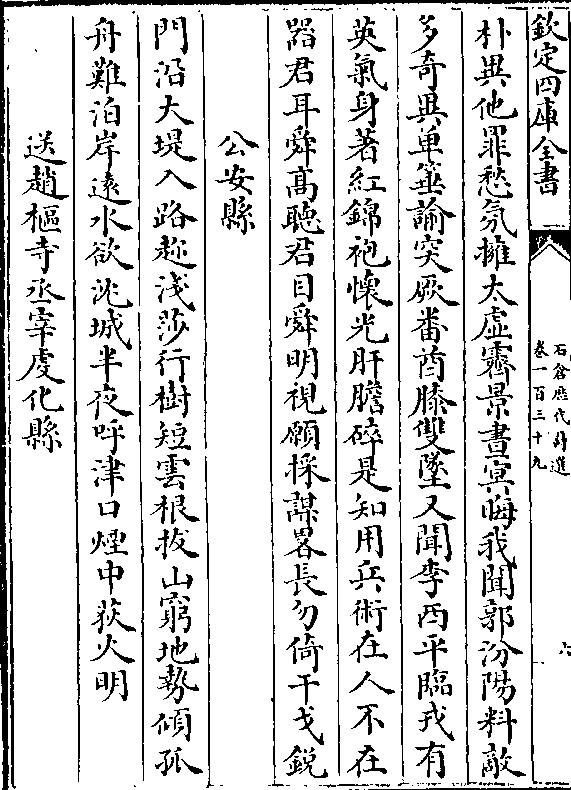 欽定四庫全書
石倉歷代詩選
卷一百三十九
六
朴異他罪愁氛擁太虛霽景晝冥晦我聞郭汾陽料敵
多奇異單筆諭突厥番酋膝雙墜又聞李西平臨戎有
英氣身著紅錦袍懷光肝膽碎是知用兵術在人不在
器君耳舜高聽君目舜明視願採謀畧長勿倚干戈銳
公安縣
門沿大堤入路趂淺莎行樹短雲根拔山窮地勢傾孤
舟難泊岸遠水欲沈城半夜呼津口煙中荻火明
送趙樞寺丞宰虔化縣